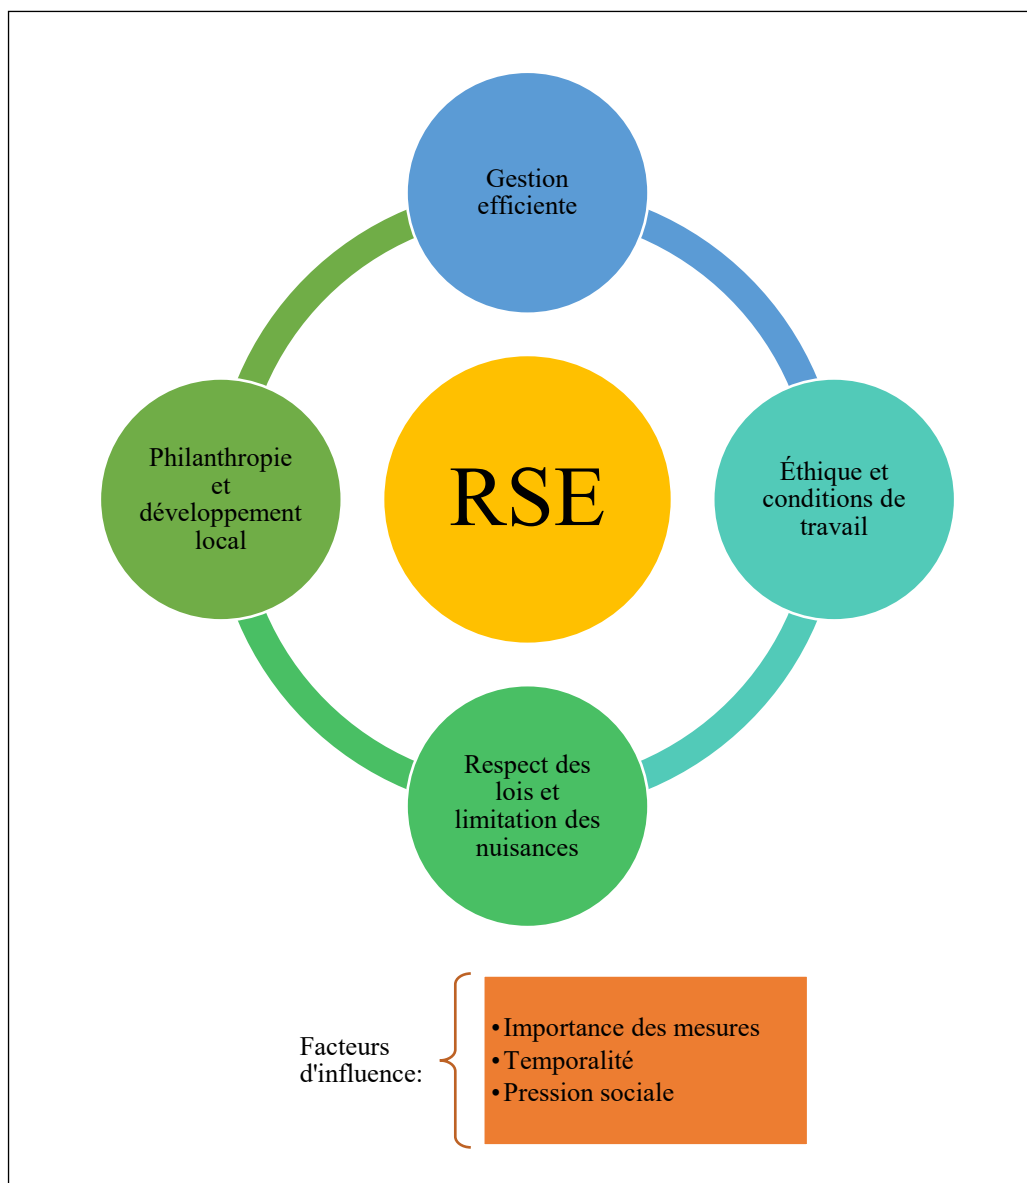 Gestion
efficiente
Philanthropie
et
développement
local
RSE
Éthique et
conditions de
travail
Respect des
lois et
limitation des
nuisances
Facteurs
d'influence:
•Importance des mesures
•Temporalité
•Pression sociale